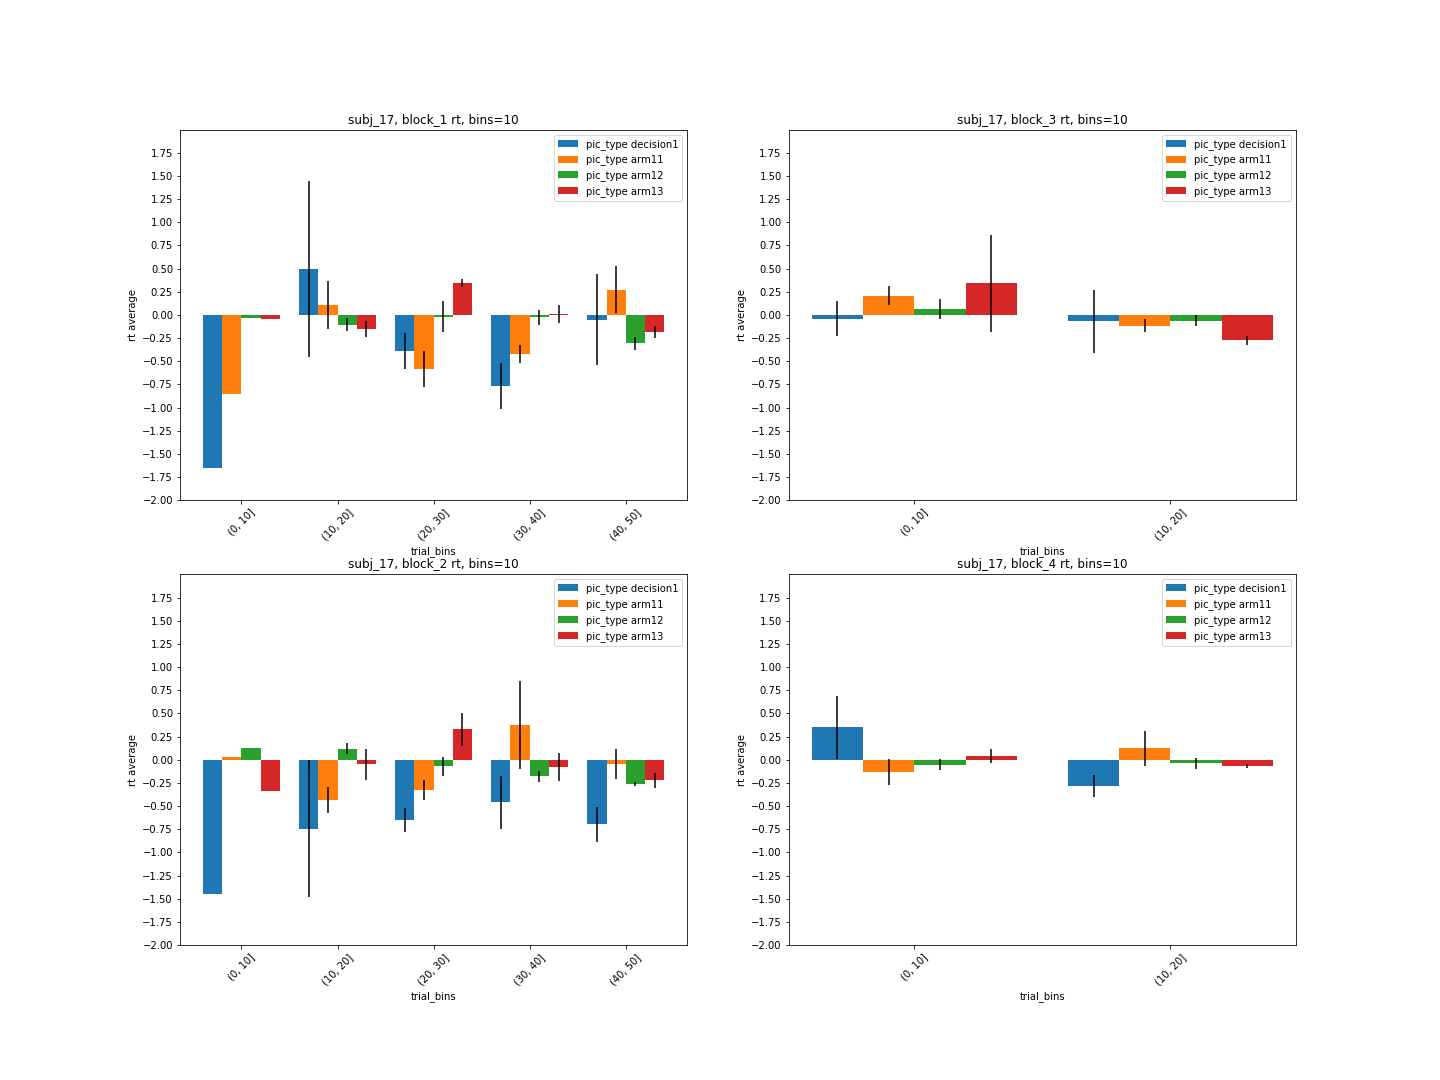 subj_17, block_1 rt, bins=10
pic_type decision1
pic_type arm11
pic_type arm12
pic_type arm13
1.75
1.50
1.25
1.00
0.75
0.50
0.25
0.00
−0.25
−0.50
−0.75
−1.00
−1.25
−1.50
−1.75
−2.00
rt average
(0, 10]
(10, 20]
(20, 30]
(30, 40]
(40, 50]
trial_bins
subj_17, block_3 rt, bins=10
pic_type decision1
pic_type arm11
pic_type arm12
pic_type arm13
1.75
1.50
1.25
1.00
0.75
0.50
0.25
0.00
−0.25
−0.50
−0.75
−1.00
−1.25
−1.50
−1.75
−2.00
rt average
(0, 10]
(10, 20]
trial_bins
subj_17, block_2 rt, bins=10
pic_type decision1
pic_type arm11
pic_type arm12
pic_type arm13
1.75
1.50
1.25
1.00
0.75
0.50
0.25
0.00
−0.25
−0.50
−0.75
−1.00
−1.25
−1.50
−1.75
−2.00
rt average
(0, 10]
(10, 20]
(20, 30]
(30, 40]
(40, 50]
trial_bins
subj_17, block_4 rt, bins=10
pic_type decision1
pic_type arm11
pic_type arm12
pic_type arm13
1.75
1.50
1.25
1.00
0.75
0.50
0.25
0.00
−0.25
−0.50
−0.75
−1.00
−1.25
−1.50
−1.75
−2.00
rt average
(0, 10]
(10, 20]
trial_bins